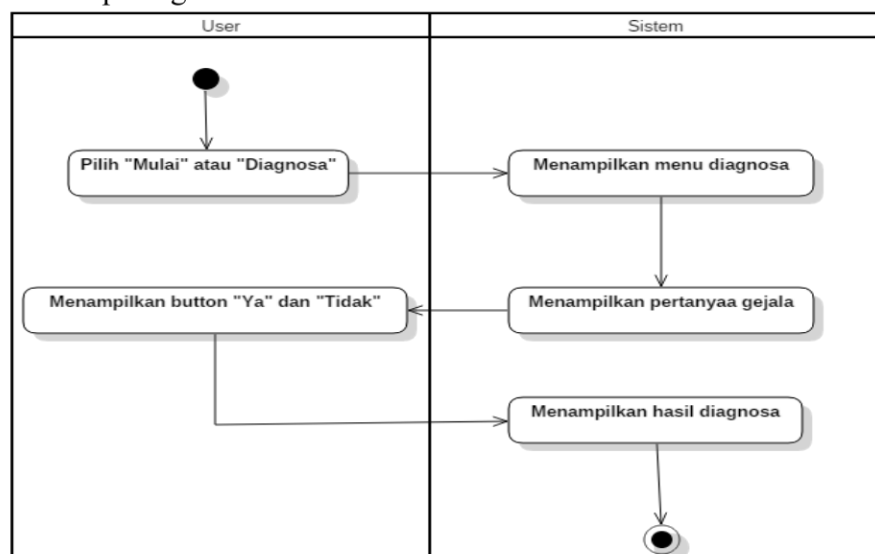 User
Sistem
Pilih "Mulai" atau "Diagnosa"
Menampilkan menu diagnosa
Menampilkan button "Ya" dan "Tidak"
Menampilkan pertanyaa gejala
Menampilkan hasil diagnosa